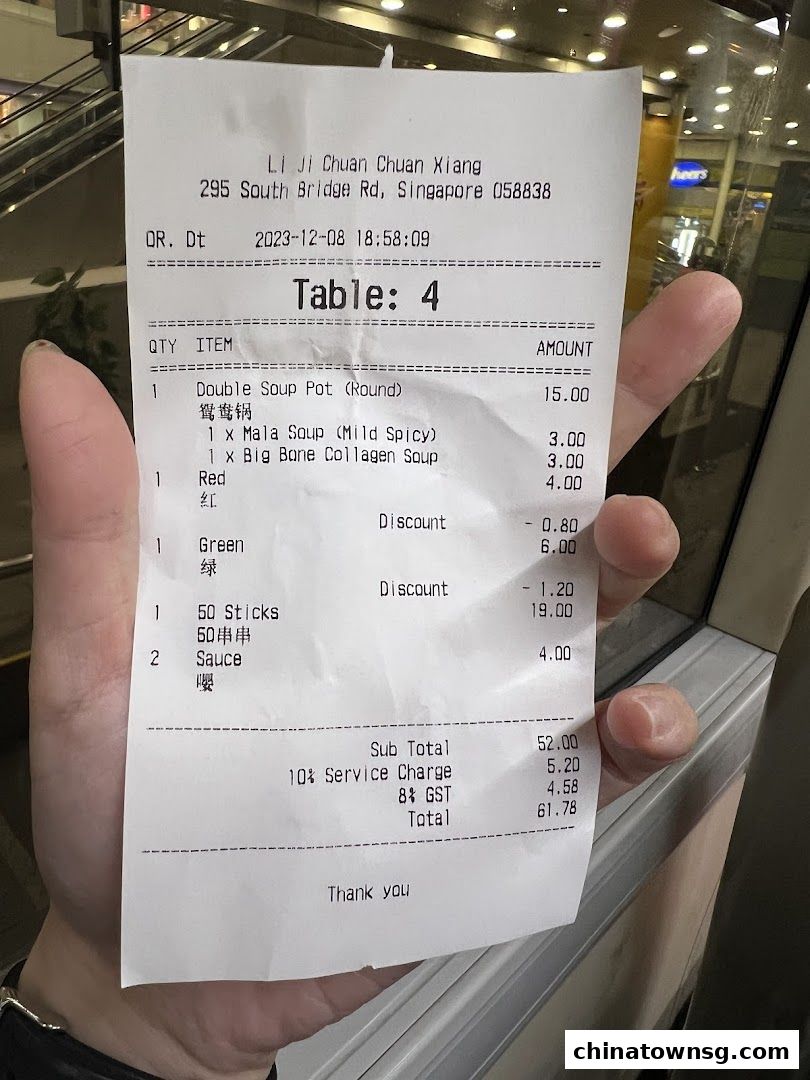 Li Ji Chuan Chuan Xiang
295 South Bridge Rd, Singapore 058838
OR. Dt 2023-12-08 18:58:09
Table: 4
QTY ITEM AMOUNT
1 Double Soup Pot (Round) 15.00
鸳鸯锅
1 x Mala Soup (Mild Spicy) 3.00
1 x Big Bone Collagen Soup 3.00
1 Red 4.00
红
Discount - 0.80
1 Green 6.00
绿
Discount - 1.20
1 50 Sticks 19.00
50串串
2 Sauce 4.00
Sub Total 52.00
10% Service Charge 5.20
8% GST 4.58
Total 61.78
Thank you
chinatownsg.com